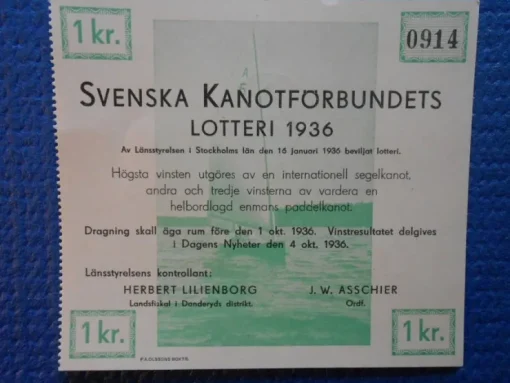 1 kr.
0914
SVENSKA KANOTFÖRBUNDETS
LOTTERI 1936
Av Länsstyrelsen i Stockholms län den 16 januari 1936 beviljat lotteri.
Högsta vinsten utgöres av en internationell segelkanot,
andra och tredje vinsterna av vardera en
helbordlagd enmans paddelkanot.
Dragning skall äga rum före den 1 okt. 1936. Vinstresultatet delgives
i Dagens Nyheter den 4 okt. 1936.
Länsstyrelsens kontrollant:
HERBERT LILIENBORG J. W. ASSCHIER
Landsfiskal i Danderyds distrikt. Ordf.
1 kr. 1 kr.